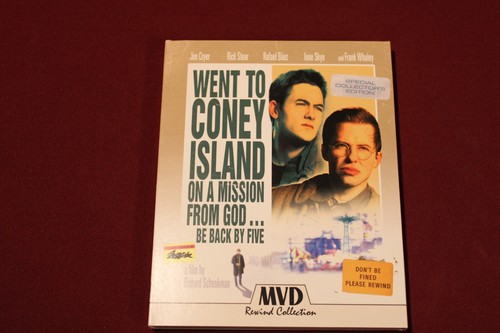 Jon Cryer Rick Stear Rafael Báez Ione Skye and Frank Whaley
WENT TO
CONEY
ISLAND
ON A MISSION
FROM GOD...
BE BACK BY FIVE
SPECIAL
COLLECTOR'S
EDITION
a film by
Richard Schenkman
DON'T BE
FINED
PLEASE REWIND
MVD
Rewind Collection